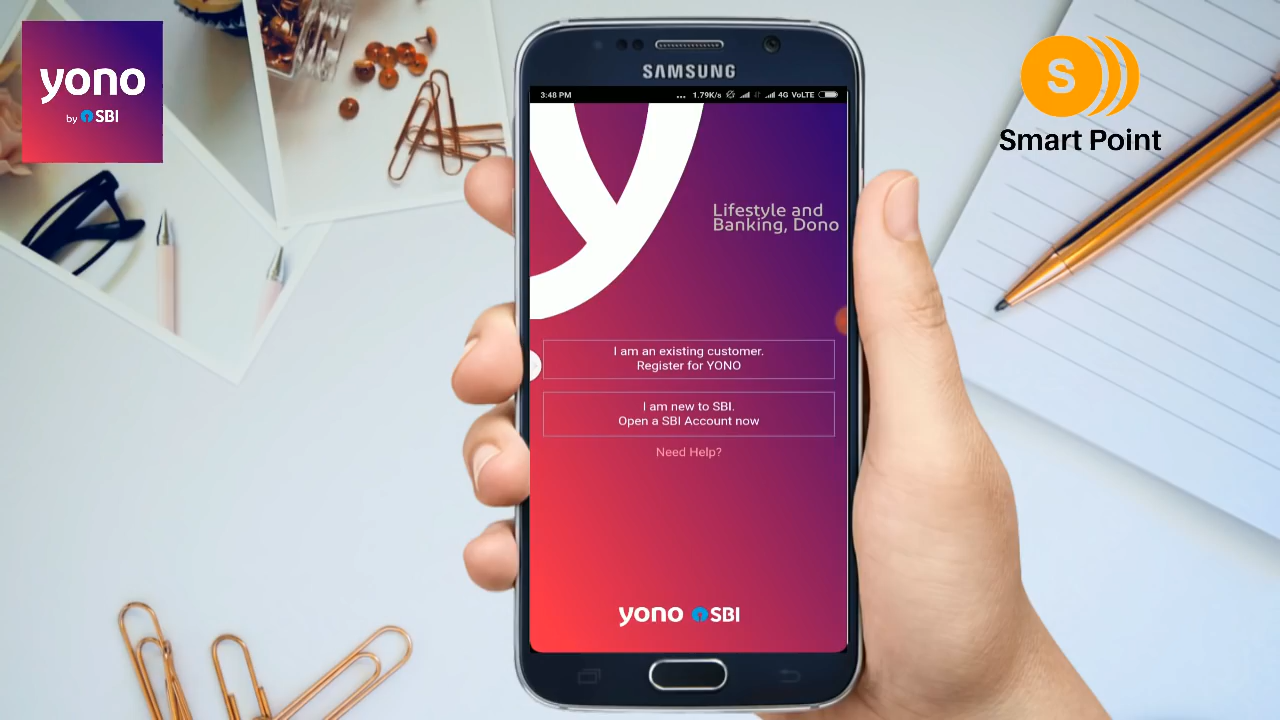 yono
by SBI
S
Smart Point
SAMSUNG
3:48 PM ... 1.79K/s 4G VoLTE
Lifestyle and
Banking, Dono
I am an existing customer.
Register for YONO
I am new to SBI.
Open a SBI Account now
Need Help?
yono SBI